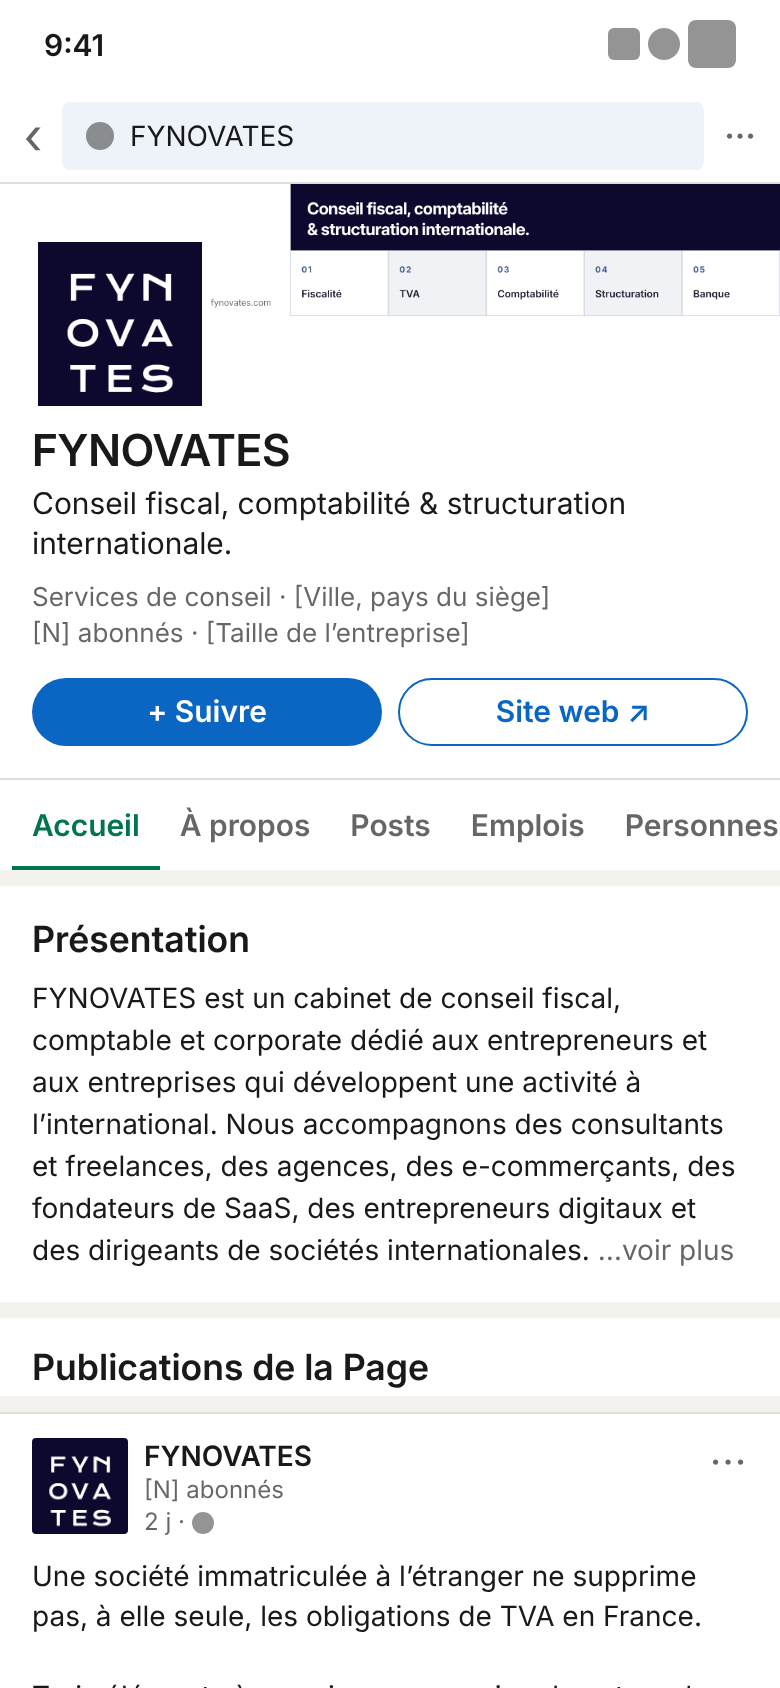 9:41
FYNOVATES
Conseil fiscal, comptabilité
& structuration internationale.
01
02
03
04
05
Fiscalité
TVA
Comptabilité
Structuration
Banque
fynovates.com
FYN
OVA
TES
FYNOVATES
Conseil fiscal, comptabilité & structuration
internationale.
Services de conseil · [Ville, pays du siège]
[N] abonnés · [Taille de l’entreprise]
+ Suivre
Site web ↗
Accueil À propos Posts Emplois Personnes
Présentation
FYNOVATES est un cabinet de conseil fiscal,
comptable et corporate dédié aux entrepreneurs et
aux entreprises qui développent une activité à
l’international. Nous accompagnons des consultants
et freelances, des agences, des e-commerçants, des
fondateurs de SaaS, des entrepreneurs digitaux et
des dirigeants de sociétés internationales. ...voir plus
Publications de la Page
FYN
OVA
TES
FYNOVATES
[N] abonnés
2 j ·
Une société immatriculée à l’étranger ne supprime
pas, à elle seule, les obligations de TVA en France.